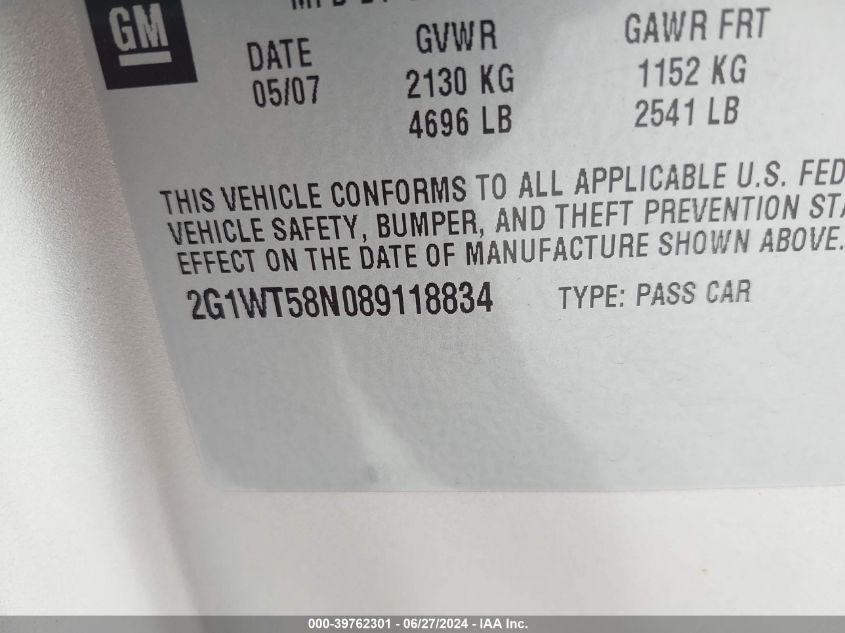 GM
DATE GVWR GAWR FRT
05/07 2130 KG 1152 KG
4696 LB 2541 LB
THIS VEHICLE CONFORMS TO ALL APPLICABLE U.S. FED
VEHICLE SAFETY, BUMPER, AND THEFT PREVENTION STA
EFFECT ON THE DATE OF MANUFACTURE SHOWN ABOVE.
2G1WT58N089118834 TYPE: PASS CAR
000-39762301 - 06/27/2024 - IAA Inc.